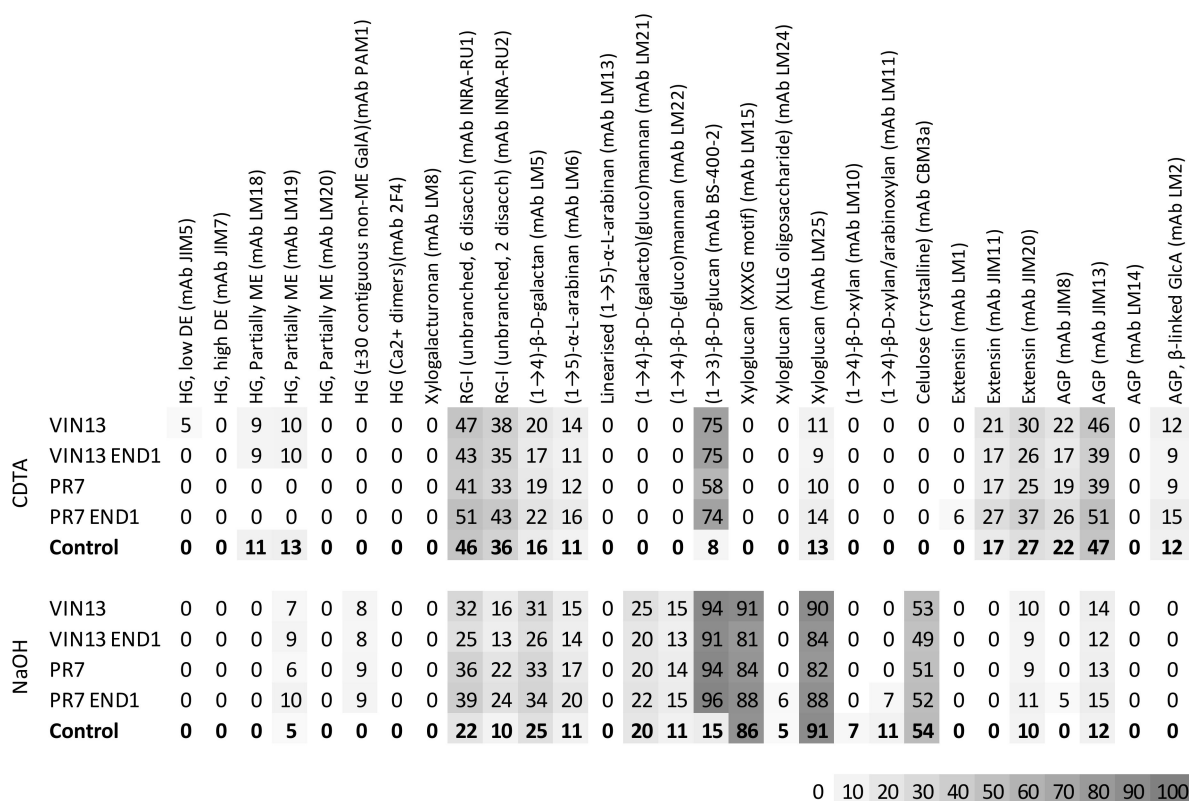 HG, low DE (mAb JIM5)
HG, high DE (mAb JIM7)
HG, Partially ME (mAb LM18)
HG, Partially ME (mAb LM19)
HG, Partially ME (mAb LM20)
HG (±30 contiguous non-ME GalA)(mAb PAM1)
HG (Ca2+ dimers)(mAb 2F4)
Xylogalacturonan (mAb LM8)
RG-I (unbranched, 6 disacch) (mAb INRA-RU1)
RG-I (unbranched, 2 disacch) (mAb INRA-RU2)
(1→4)-β-D-galactan (mAb LM5)
(1→5)-α-L-arabinan (mAb LM6)
Linearised (1→5)-α-L-arabinan (mAb LM13)
(1→4)-β-D-(galacto)(gluco)mannan (mAb LM21)
(1→4)-β-D-(gluco)mannan (mAb LM22)
(1→3)-β-D-glucan (mAb BS-400-2)
Xyloglucan (XXXG motif) (mAb LM15)
Xyloglucan (XLLG oligosaccharide) (mAb LM24)
Xyloglucan (mAb LM25)
(1→4)-β-D-xylan (mAb LM10)
(1→4)-β-D-xylan/arabinoxylan (mAb LM11)
Celulose (crystalline) (mAb CBM3a)
Extensin (mAb LM1)
Extensin (mAb JIM11)
Extensin (mAb JIM20)
AGP (mAb JIM8)
AGP (mAb JIM13)
AGP (mAb LM14)
AGP, β-linked GlcA (mAb LM2)
CDTA
VIN13 5 0 9 10 0 0 0 0 47 38 20 14 0 0 0 75 0 0 11 0 0 0 0 21 30 22 46 0 12
VIN13 END1 0 0 9 10 0 0 0 0 43 35 17 11 0 0 0 75 0 0 9 0 0 0 0 17 26 17 39 0 9
PR7 0 0 0 0 0 0 0 0 41 33 19 12 0 0 0 58 0 0 10 0 0 0 0 17 25 19 39 0 9
PR7 END1 0 0 0 0 0 0 0 0 51 43 22 16 0 0 0 74 0 0 14 0 0 0 6 27 37 26 51 0 15
Control 0 0 11 13 0 0 0 0 46 36 16 11 0 0 0 8 0 0 13 0 0 0 0 17 27 22 47 0 12
NaOH
VIN13 0 0 0 7 0 8 0 0 32 16 31 15 0 25 15 94 91 0 90 0 0 53 0 0 10 0 14 0 0
VIN13 END1 0 0 0 9 0 8 0 0 25 13 26 14 0 20 13 91 81 0 84 0 0 49 0 0 9 0 12 0 0
PR7 0 0 0 6 0 9 0 0 36 22 33 17 0 20 14 94 84 0 82 0 0 51 0 0 9 0 13 0 0
PR7 END1 0 0 0 10 0 9 0 0 39 24 34 20 0 22 15 96 88 6 88 0 7 52 0 0 11 5 15 0 0
Control 0 0 0 5 0 0 0 0 22 10 25 11 0 20 11 15 86 5 91 7 11 54 0 0 10 0 12 0 0
0 10 20 30 40 50 60 70 80 90 100